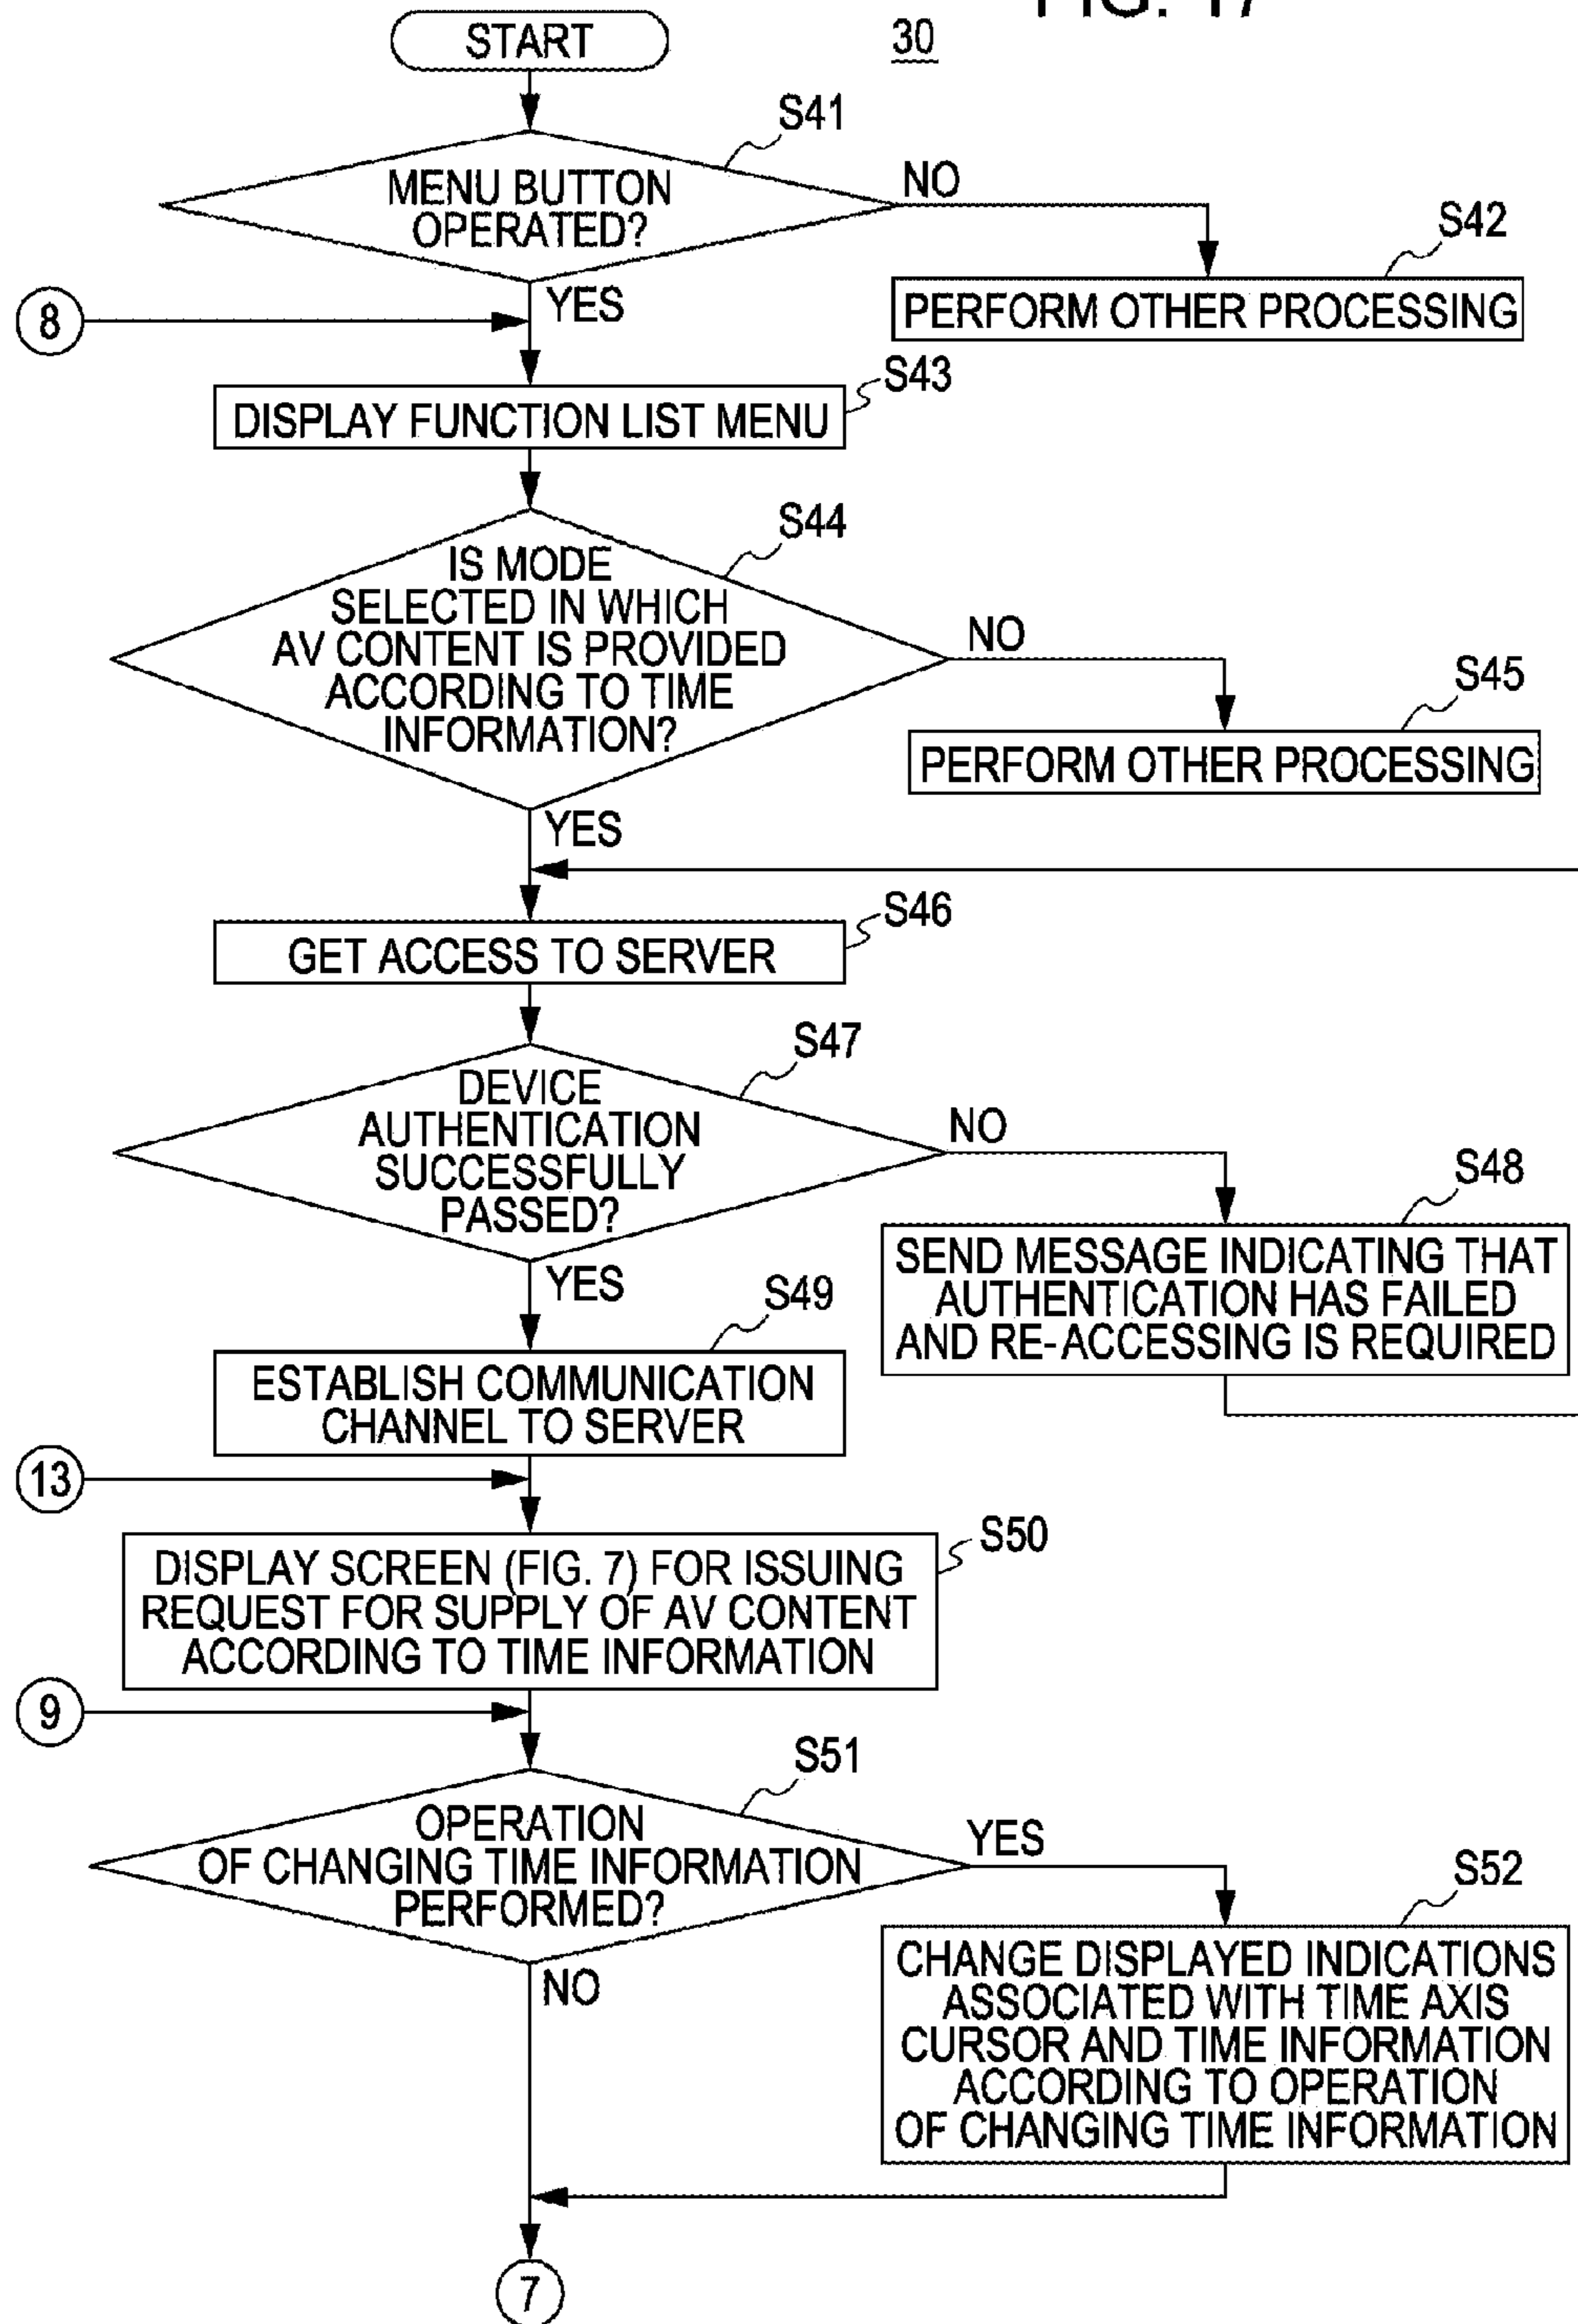 FIG. 17
START
30
S41
MENU BUTTON
OPERATED?
NO
S42
PERFORM OTHER PROCESSING
YES
8
S43
DISPLAY FUNCTION LIST MENU
S44
IS MODE
SELECTED IN WHICH
AV CONTENT IS PROVIDED
ACCORDING TO TIME
INFORMATION?
NO
S45
PERFORM OTHER PROCESSING
YES
S46
GET ACCESS TO SERVER
S47
DEVICE
AUTHENTICATION
SUCCESSFULLY
PASSED?
NO
S48
SEND MESSAGE INDICATING THAT
AUTHENTICATION HAS FAILED
AND RE-ACCESSING IS REQUIRED
YES
S49
ESTABLISH COMMUNICATION
CHANNEL TO SERVER
13
S50
DISPLAY SCREEN (FIG. 7) FOR ISSUING
REQUEST FOR SUPPLY OF AV CONTENT
ACCORDING TO TIME INFORMATION
9
S51
OPERATION
OF CHANGING TIME INFORMATION
PERFORMED?
YES
S52
CHANGE DISPLAYED INDICATIONS
ASSOCIATED WITH TIME AXIS
CURSOR AND TIME INFORMATION
ACCORDING TO OPERATION
OF CHANGING TIME INFORMATION
NO
7